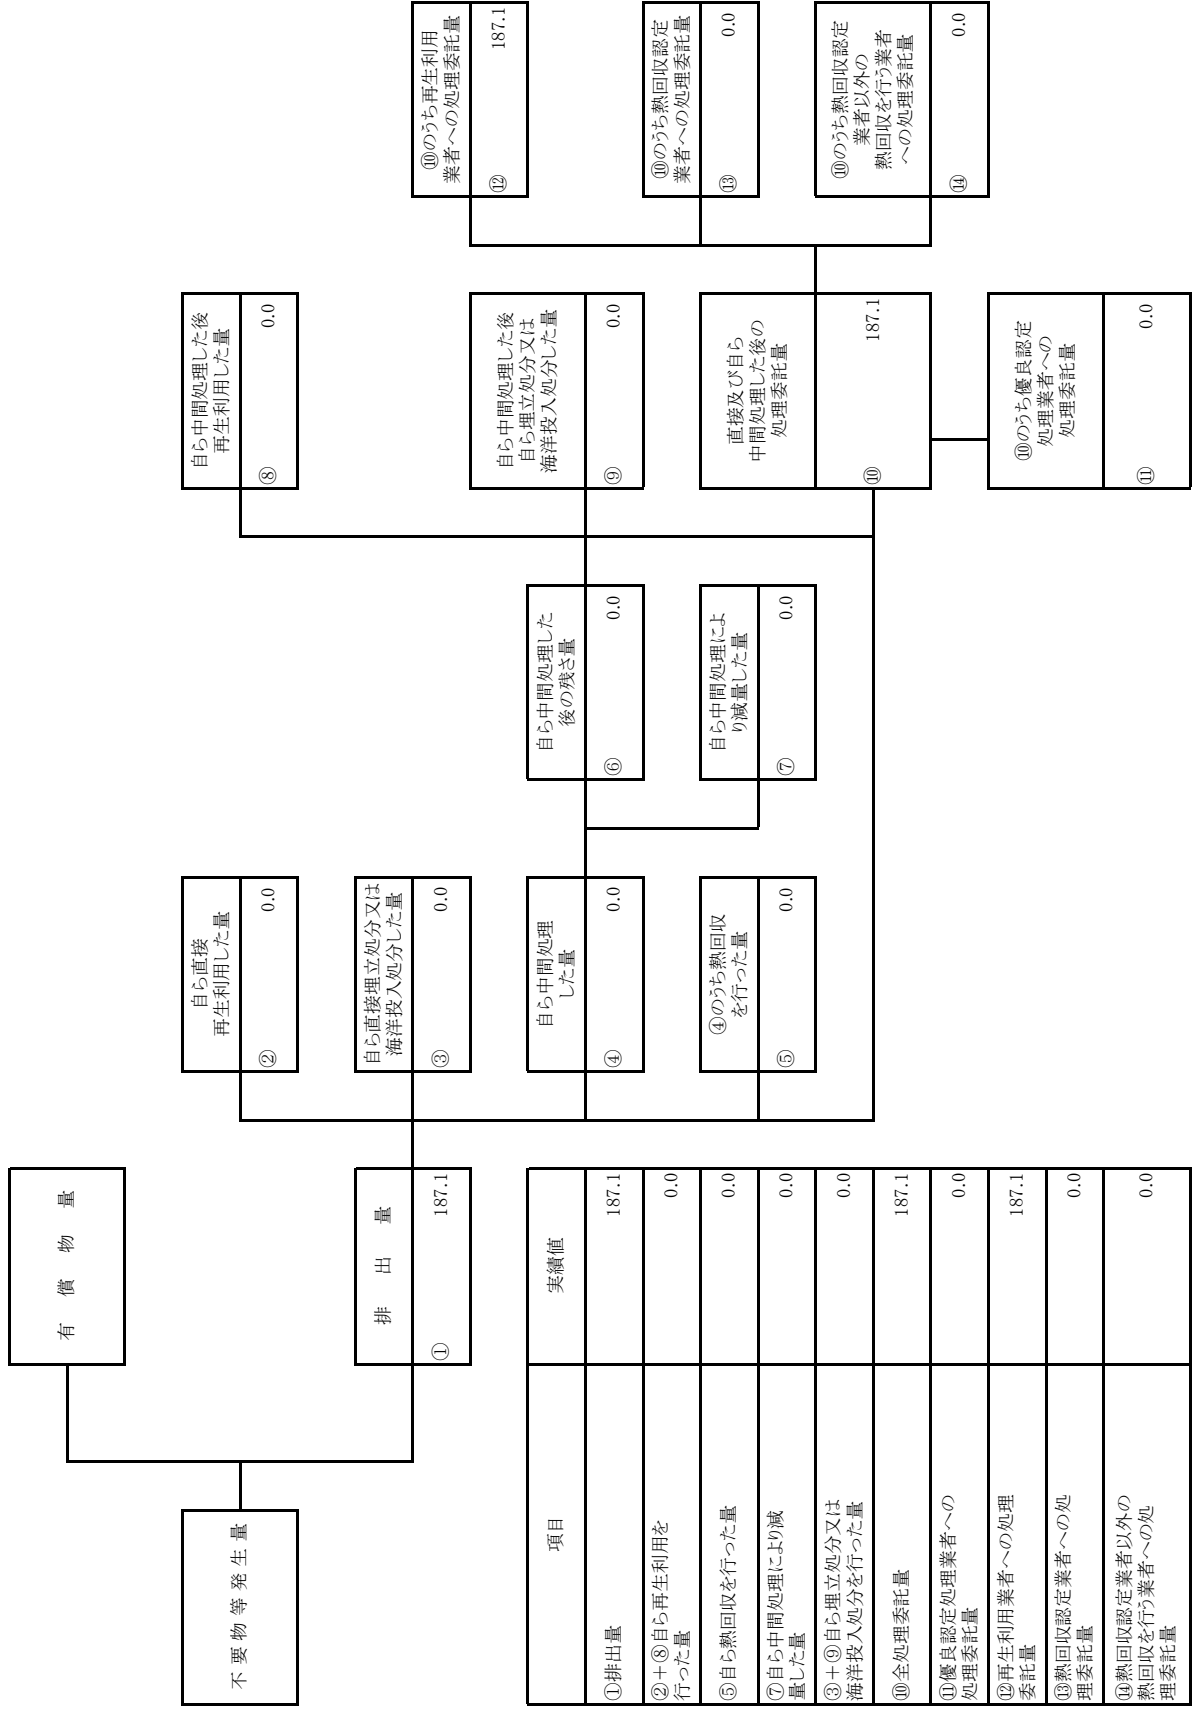 不要物等発生量
有償物量
排出量
① 187.1
自ら直接
再生利用した量
② 0.0
自ら直接埋立処分又は
海洋投入処分した量
③ 0.0
自ら中間処理
した量
④ 0.0
④のうち熱回収
を行った量
⑤ 0.0
自ら中間処理した
後の残さ量
⑥ 0.0
自ら中間処理によ
り減量した量
⑦ 0.0
自ら中間処理した後
再生利用した量
⑧ 0.0
自ら中間処理した後
自ら埋立処分又は
海洋投入処分した量
⑨ 0.0
直接及び自ら
中間処理した後の
処理委託量
⑩ 187.1
⑩のうち優良認定
処理業者への
処理委託量
⑪ 0.0
⑩のうち再生利用
業者への処理委託量
⑫ 187.1
⑩のうち熱回収認定
業者への処理委託量
⑬ 0.0
⑩のうち熱回収認定
業者以外の
熱回収を行う業者
への処理委託量
⑭ 0.0
項目 実績値
①排出量 187.1
②+⑧自ら再生利用を
行った量 0.0
⑤自ら熱回収を行った量 0.0
⑦自ら中間処理により減
量した量 0.0
③+⑨自ら埋立処分又は
海洋投入処分を行った量 0.0
⑩全処理委託量 187.1
⑪優良認定処理業者への
処理委託量 0.0
⑫再生利用業者への処理
委託量 187.1
⑬熱回収認定業者への処
理委託量 0.0
⑭熱回収認定業者以外の
熱回収を行う業者への処
理委託量 0.0